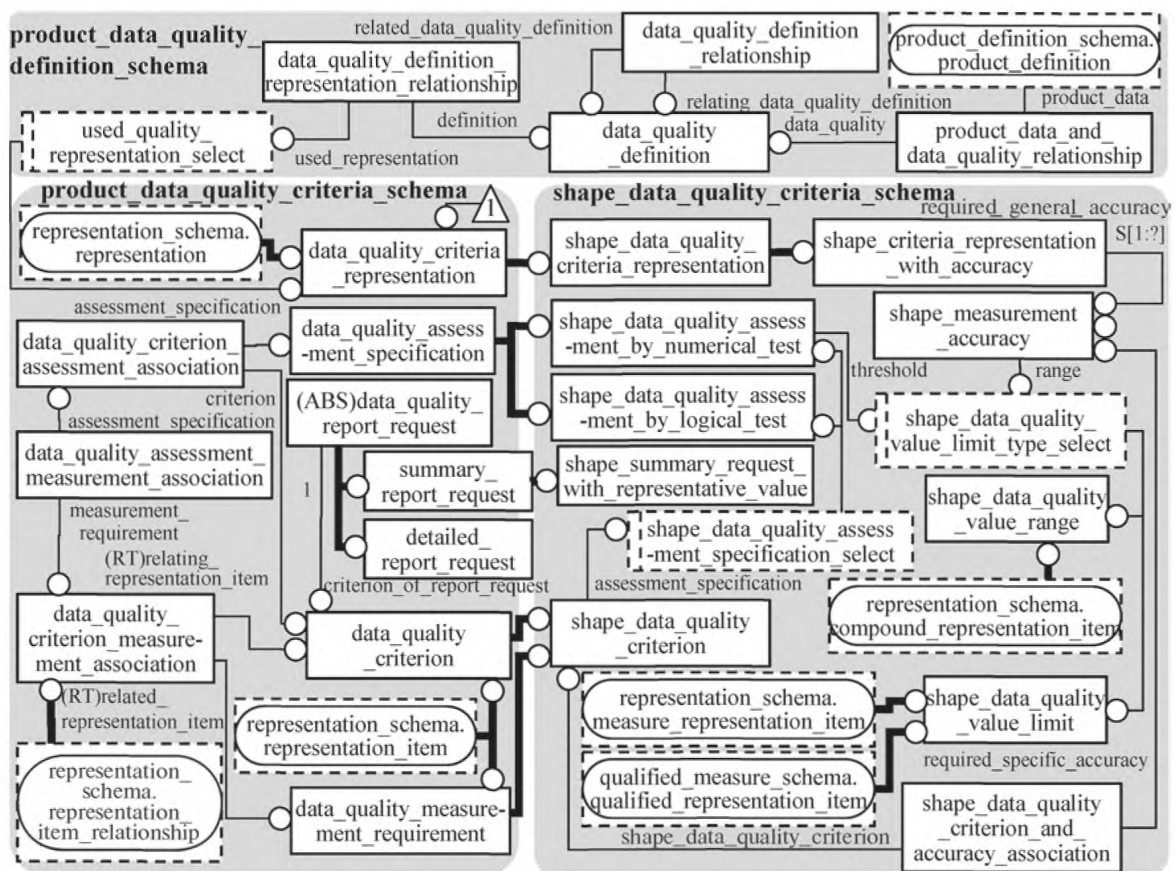 product_data_quality_
definition_schema
related_data_quality_definition
data_quality_definition_
representation_relationship
data_quality_definition
_relationship
product_definition_schema.
product_definition
used_quality_
representation_select
definition
used_representation
relating_data_quality_definition
data_quality
product_data
data_quality
_definition
product_data_and_
data_quality_relationship
product_data_quality_criteria_schema
1
representation_schema.
representation
data_quality_criteria
_representation
assessment_specification
data_quality_criterion_
assessment_association
data_quality_assess
-ment_specification
criterion
assessment_specification
(ABS)data_quality_
report_request
data_quality_assessment_
measurement_association
1
summary_
report_request
measurement_
requirement
detailed_
report_request
(RT)relating_
representation_item
criterion_of_report_request
data_quality_
criterion_measure-
ment_association
data_quality
_criterion
(RT)related_
representation_item
representation_schema.
representation_item
representation_
schema.
representation_
item_relationship
data_quality_measure-
ment_requirement
shape_data_quality_criteria_schema
required_general_accuracy
S[1:?]
shape_data_quality_
criteria_representation
shape_criteria_representation
_with_accuracy
shape_data_quality_assess
-ment_by_numerical_test
shape_measurement
_accuracy
threshold
range
shape_data_quality_assess
-ment_by_logical_test
shape_data_quality_
value_limit_type_select
shape_summary_request_
with_representative_value
shape_data_quality
_value_range
shape_data_quality_assess
-ment_specification_select
assessment_specification
representation_schema.
compound_representation_item
shape_data_quality
_criterion
representation_schema.
measure_representation_item
shape_data_quality
_value_limit
required_specific_accuracy
qualified_measure_schema.
qualified_representation_item
shape_data_quality_criterion
shape_data_quality
_criterion_and_
accuracy_association